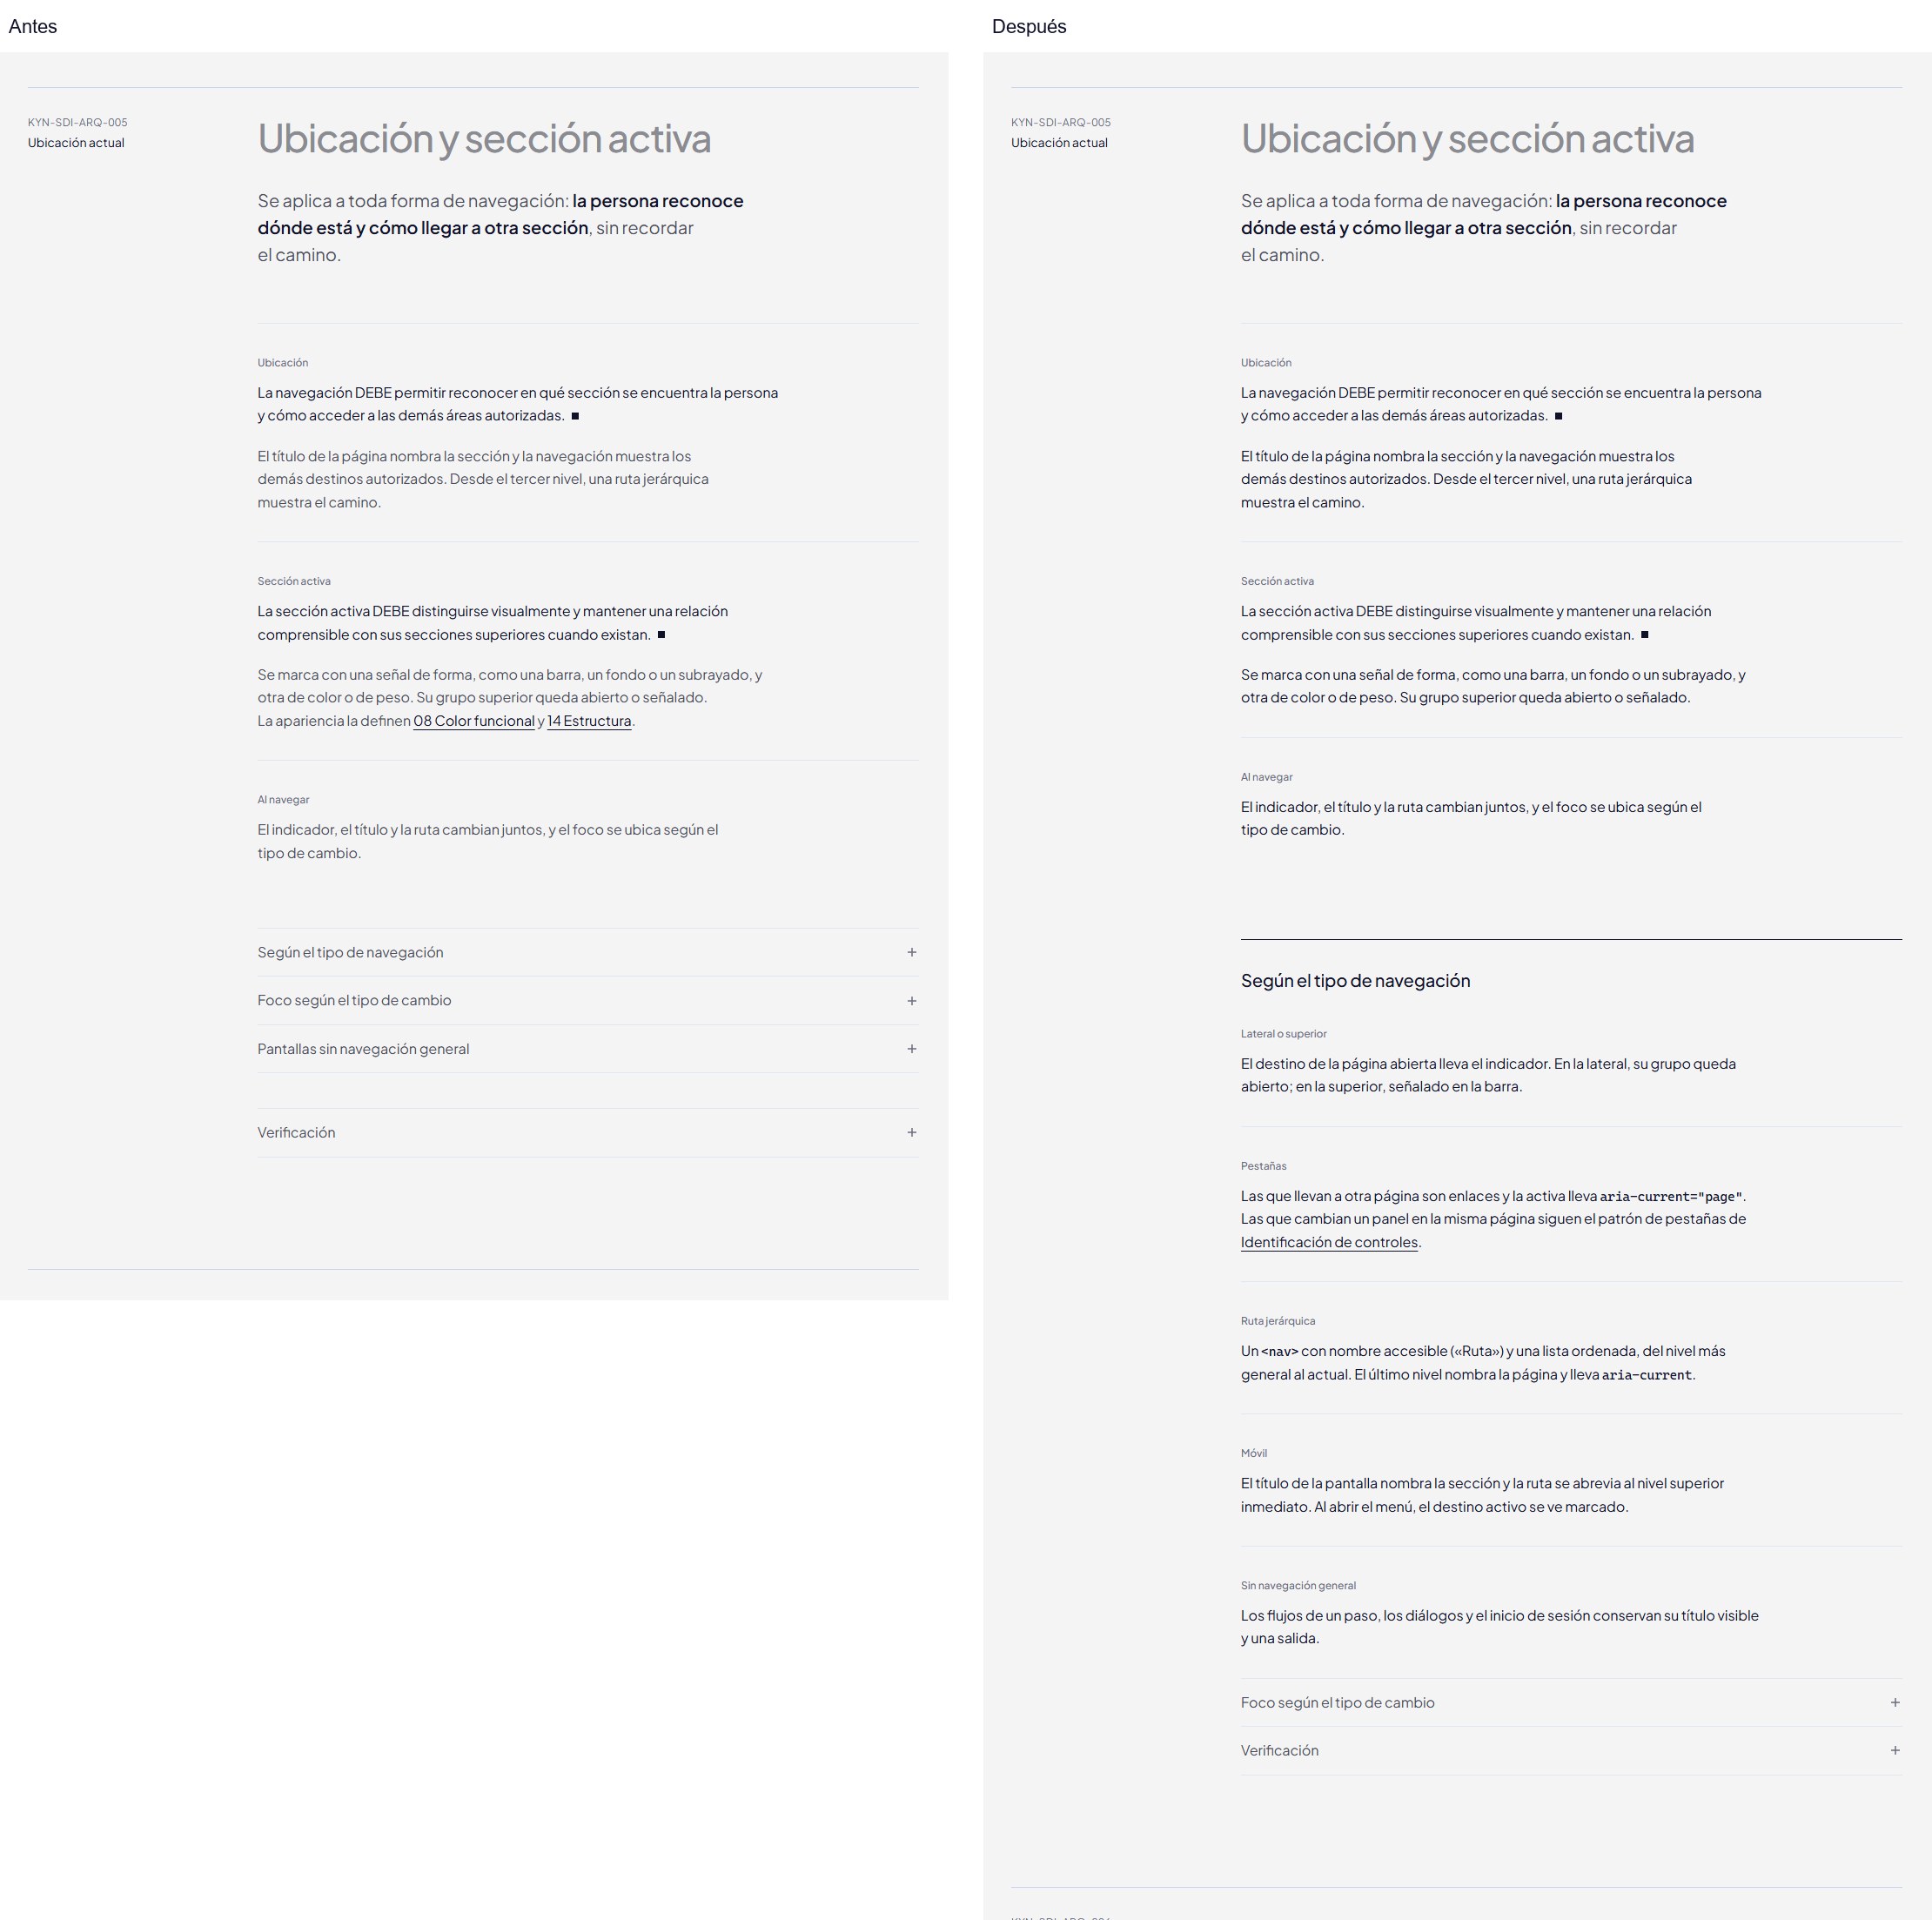 Antes
KYN-SDI-ARQ-005
Ubicación actual
Ubicación y sección activa
Se aplica a toda forma de navegación: la persona reconoce
dónde está y cómo llegar a otra sección, sin recordar
el camino.
Ubicación
La navegación DEBE permitir reconocer en qué sección se encuentra la persona
y cómo acceder a las demás áreas autorizadas.
El título de la página nombra la sección y la navegación muestra los
demás destinos autorizados. Desde el tercer nivel, una ruta jerárquica
muestra el camino.
Sección activa
La sección activa DEBE distinguirse visualmente y mantener una relación
comprensible con sus secciones superiores cuando existan.
Se marca con una señal de forma, como una barra, un fondo o un subrayado, y
otra de color o de peso. Su grupo superior queda abierto o señalado.
La apariencia la definen 08 Color funcional y 14 Estructura.
Al navegar
El indicador, el título y la ruta cambian juntos, y el foco se ubica según el
tipo de cambio.
Según el tipo de navegación +
Foco según el tipo de cambio +
Pantallas sin navegación general +
Verificación +
Después
KYN-SDI-ARQ-005
Ubicación actual
Ubicación y sección activa
Se aplica a toda forma de navegación: la persona reconoce
dónde está y cómo llegar a otra sección, sin recordar
el camino.
Ubicación
La navegación DEBE permitir reconocer en qué sección se encuentra la persona
y cómo acceder a las demás áreas autorizadas.
El título de la página nombra la sección y la navegación muestra los
demás destinos autorizados. Desde el tercer nivel, una ruta jerárquica
muestra el camino.
Sección activa
La sección activa DEBE distinguirse visualmente y mantener una relación
comprensible con sus secciones superiores cuando existan.
Se marca con una señal de forma, como una barra, un fondo o un subrayado, y
otra de color o de peso. Su grupo superior queda abierto o señalado.
Al navegar
El indicador, el título y la ruta cambian juntos, y el foco se ubica según el
tipo de cambio.
Según el tipo de navegación
Lateral o superior
El destino de la página abierta lleva el indicador. En la lateral, su grupo queda
abierto; en la superior, señalado en la barra.
Pestañas
Las que llevan a otra página son enlaces y la activa lleva aria-current="page".
Las que cambian un panel en la misma página siguen el patrón de pestañas de
Identificación de controles.
Ruta jerárquica
Un <nav> con nombre accesible («Ruta») y una lista ordenada, del nivel más
general al actual. El último nivel nombra la página y lleva aria-current.
Móvil
El título de la pantalla nombra la sección y la ruta se abrevia al nivel superior
inmediato. Al abrir el menú, el destino activo se ve marcado.
Sin navegación general
Los flujos de un paso, los diálogos y el inicio de sesión conservan su título visible
y una salida.
Foco según el tipo de cambio +
Verificación +